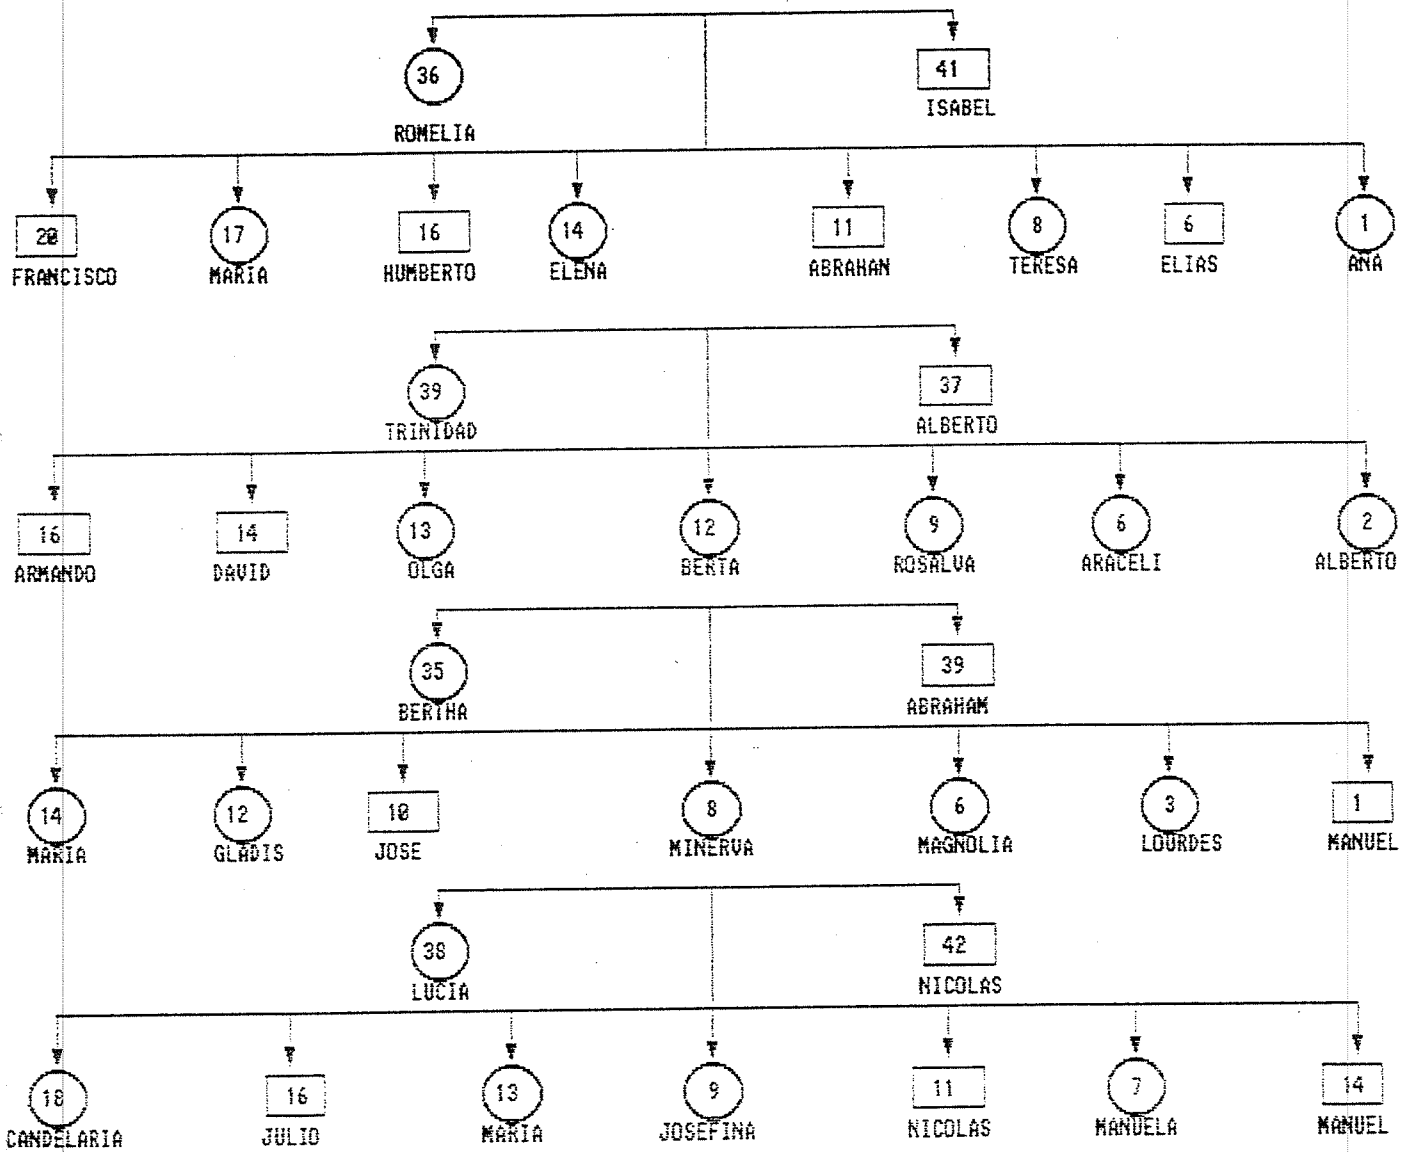 36 41
ROMELIA ISABEL
20 17 16 14 11 8 6 1
FRANCISCO MARIA HUMBERTO ELENA ABRAHAN TERESA ELIAS ANA
39 37
TRINIDAD ALBERTO
16 14 13 12 9 6 2
ARMANDO DAVID OLGA BERTA ROSALVA ARACELI ALBERTO
35 39
BERTHA ABRAHAM
14 12 10 8 6 3 1
MARIA GLADIS JOSE MINERVA MAGNOLIA LOURDES MANUEL
38 42
LUCIA NICOLAS
18 16 13 9 11 7 14
CANDELARIA JULIO MARIA JOSEFINA NICOLAS MANUELA MANUEL